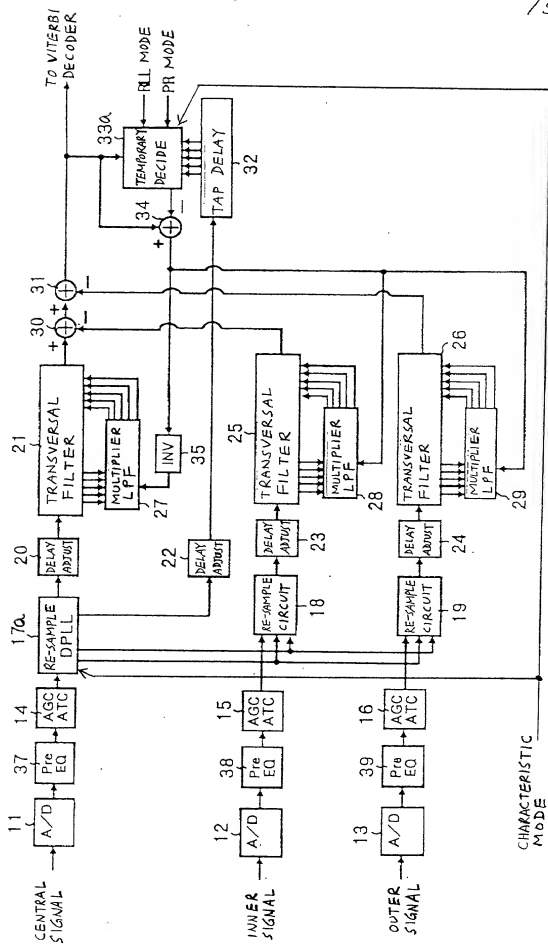 CENTRAL SIGNAL
11
A/D
37
Pre EQ
14
AGC ATC
17a
RE-SAMPLE DPLL
20
DELAY ADJUST
21
TRANSVERSAL FILTER
27
MULTIPLIER LPF
35
INV
22
DELAY ADJUST
30
+
+
-
31
+
-
TO VITERBI DECODER
34
+
-
33a
TEMPORARY DECIDE
RLL MODE
PR MODE
32
TAP DELAY
INNER SIGNAL
12
A/D
38
Pre EQ
15
AGC ATC
18
RE-SAMPLE CIRCUIT
23
DELAY ADJUST
25
TRANSVERSAL FILTER
28
MULTIPLIER LPF
OUTER SIGNAL
13
A/D
39
Pre EQ
16
AGC ATC
19
RE-SAMPLE CIRCUIT
24
DELAY ADJUST
26
TRANSVERSAL FILTER
29
MULTIPLIER LPF
CHARACTERISTIC MODE